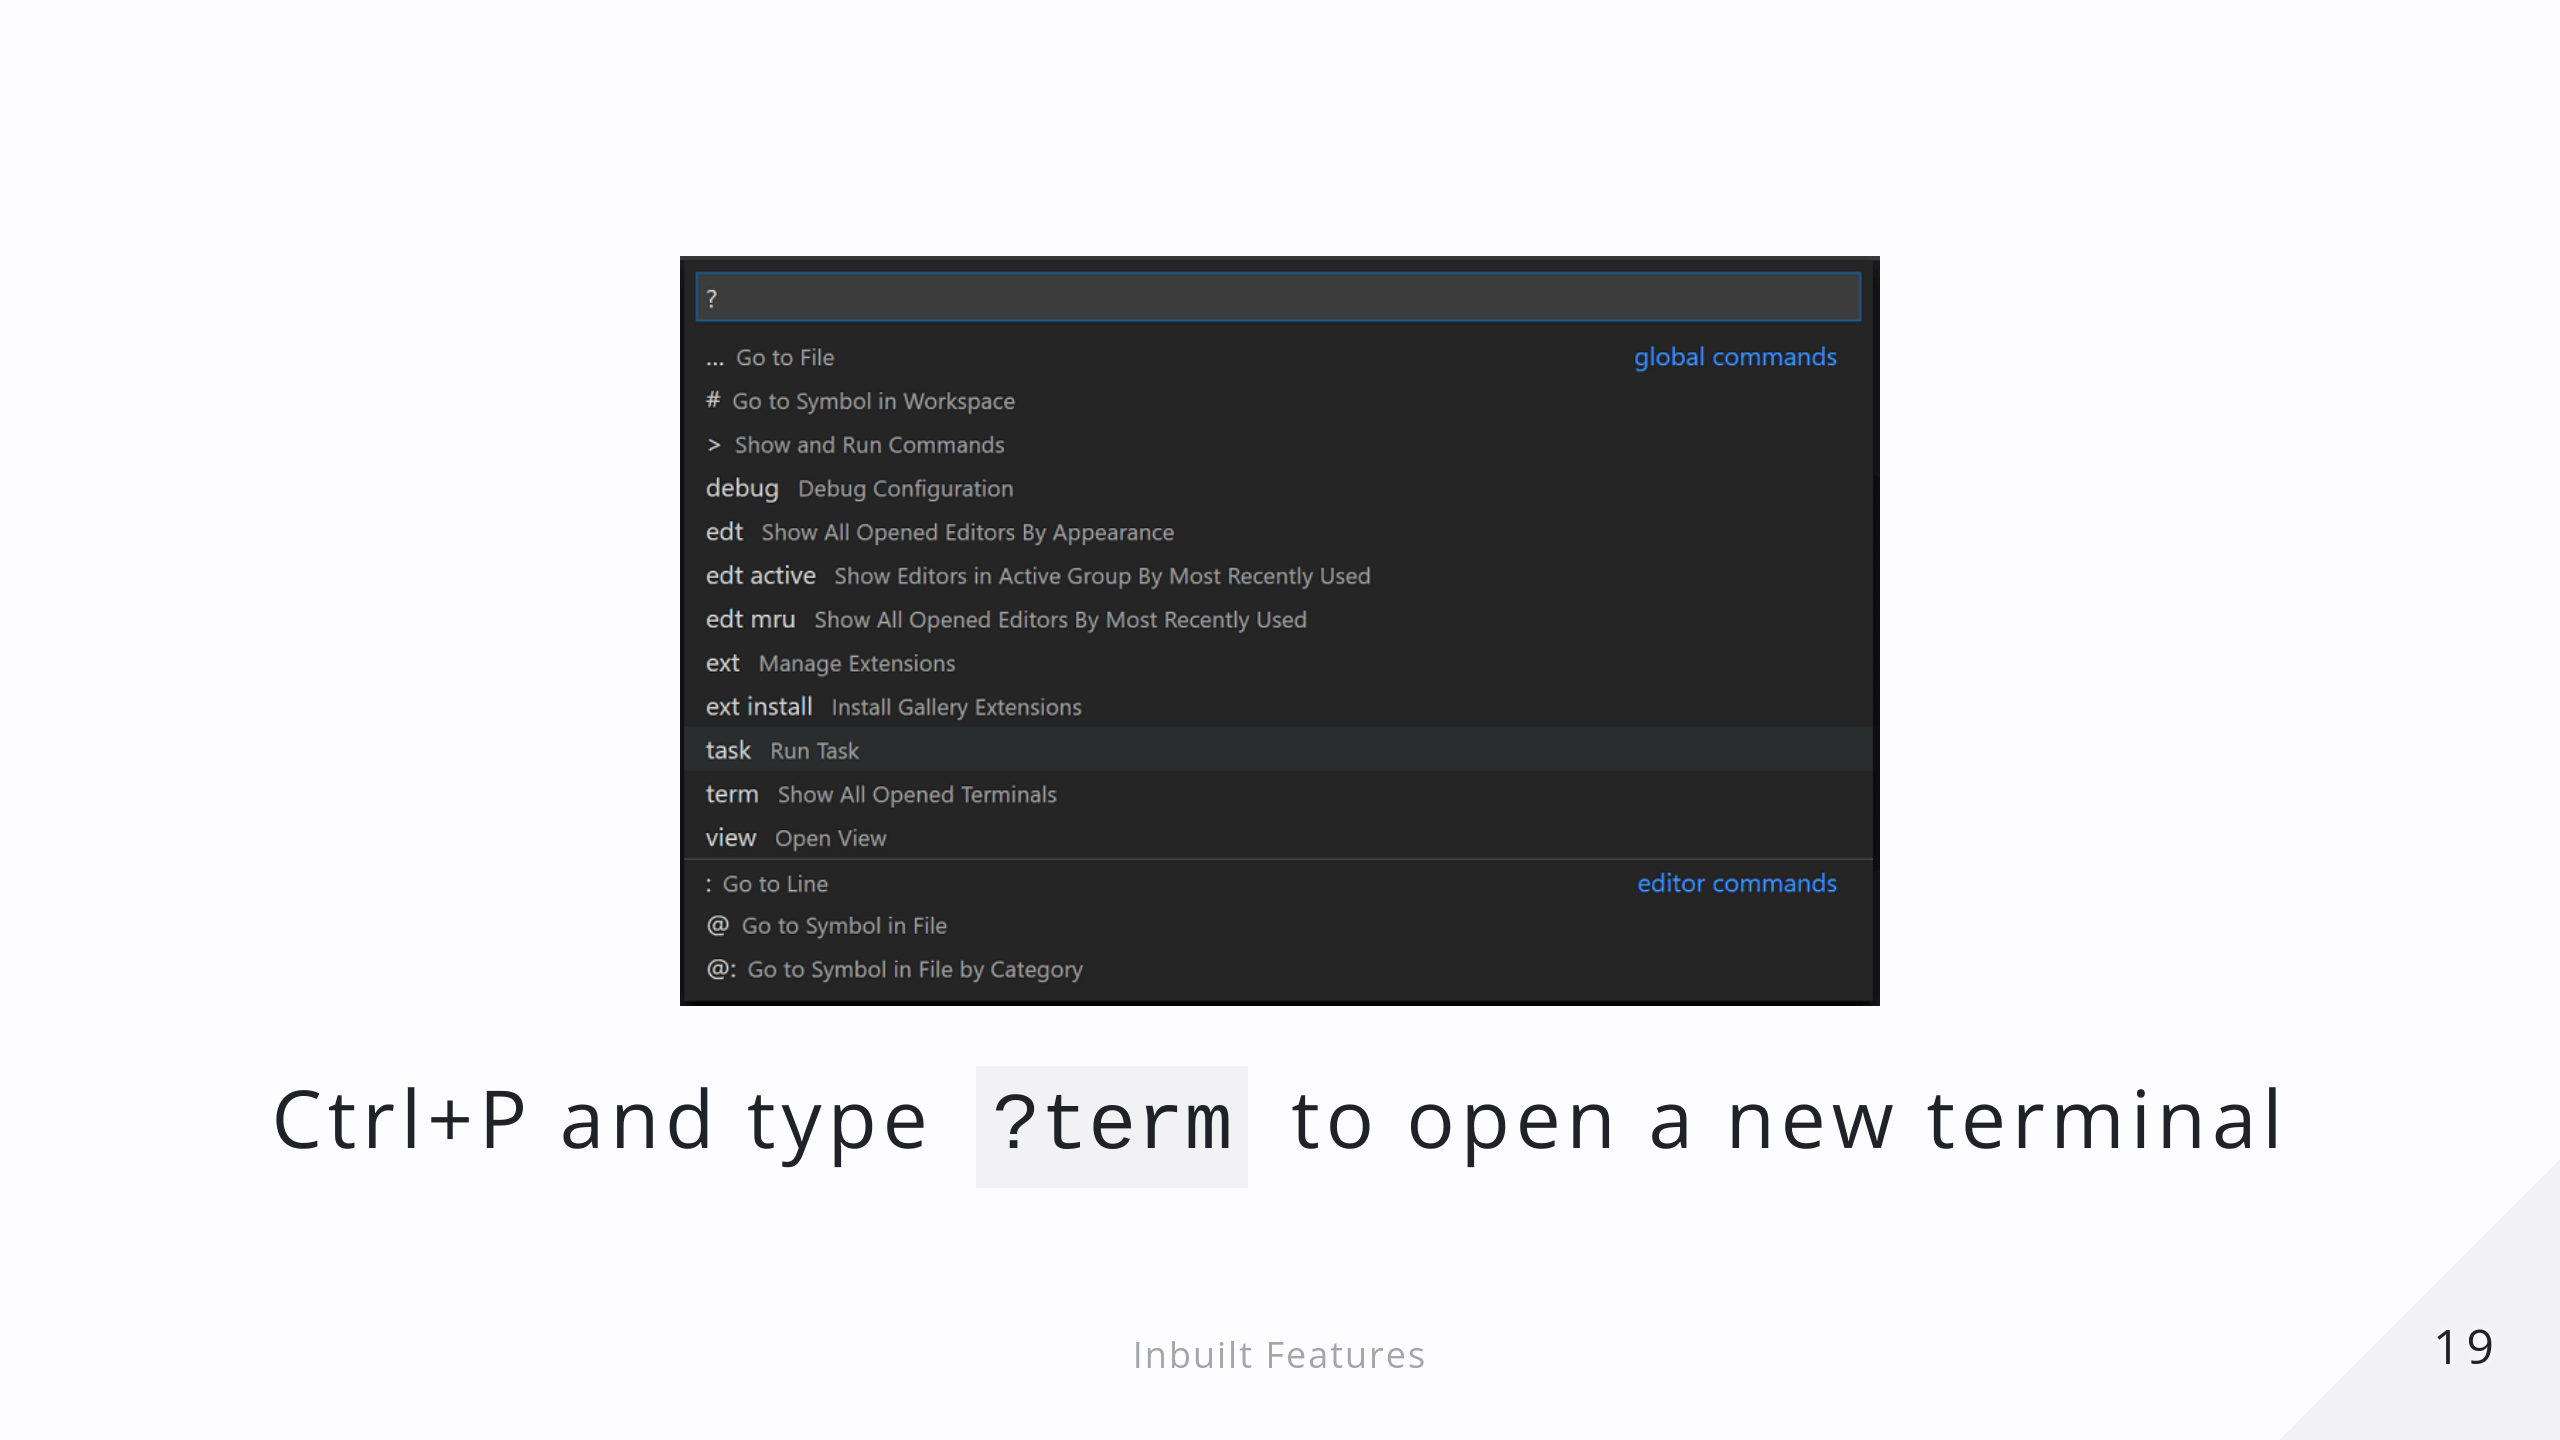 ?
... Go to File global commands
# Go to Symbol in Workspace
> Show and Run Commands
debug Debug Configuration
edt Show All Opened Editors By Appearance
edt active Show Editors in Active Group By Most Recently Used
edt mru Show All Opened Editors By Most Recently Used
ext Manage Extensions
ext install Install Gallery Extensions
task Run Task
term Show All Opened Terminals
view Open View
: Go to Line editor commands
@ Go to Symbol in File
@: Go to Symbol in File by Category
Ctrl+P and type ?term to open a new terminal
Inbuilt Features
19